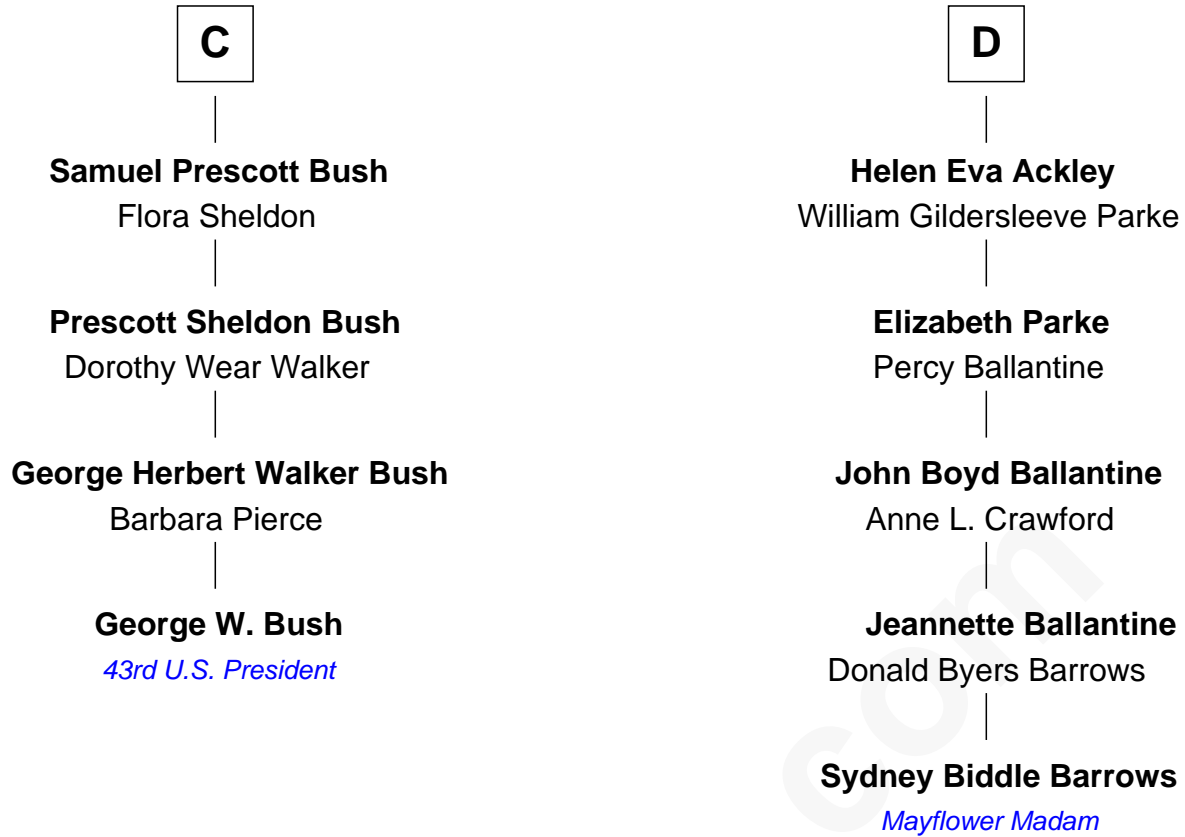 C
Samuel Prescott Bush
Flora Sheldon
Prescott Sheldon Bush
Dorothy Wear Walker
George Herbert Walker Bush
Barbara Pierce
George W. Bush
43rd U.S. President
D
Helen Eva Ackley
William Gildersleeve Parke
Elizabeth Parke
Percy Ballantine
John Boyd Ballantine
Anne L. Crawford
Jeannette Ballantine
Donald Byers Barrows
Sydney Biddle Barrows
Mayflower Madam
com